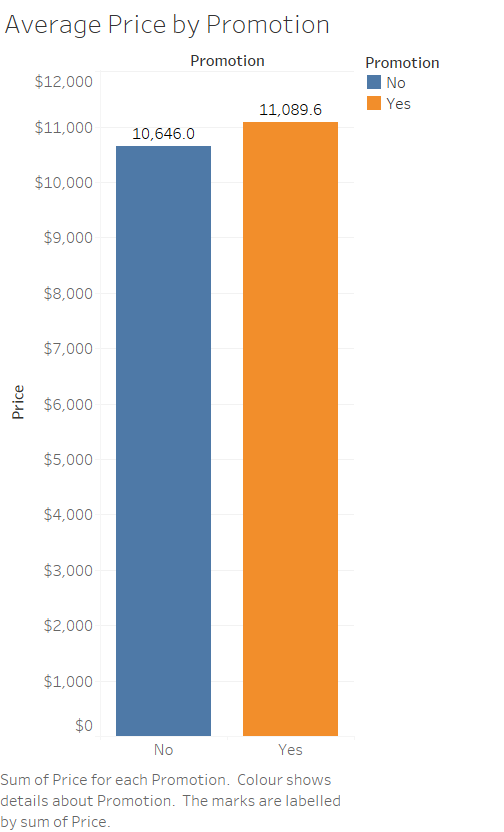 Average Price by Promotion
Promotion
Promotion
No
Yes
$12,000
$11,000
$10,000
$9,000
$8,000
$7,000
$6,000
$5,000
$4,000
$3,000
$2,000
$1,000
$0
Price
10,646.0
11,089.6
No
Yes
Sum of Price for each Promotion.  Colour shows
details about Promotion.  The marks are labelled
by sum of Price.